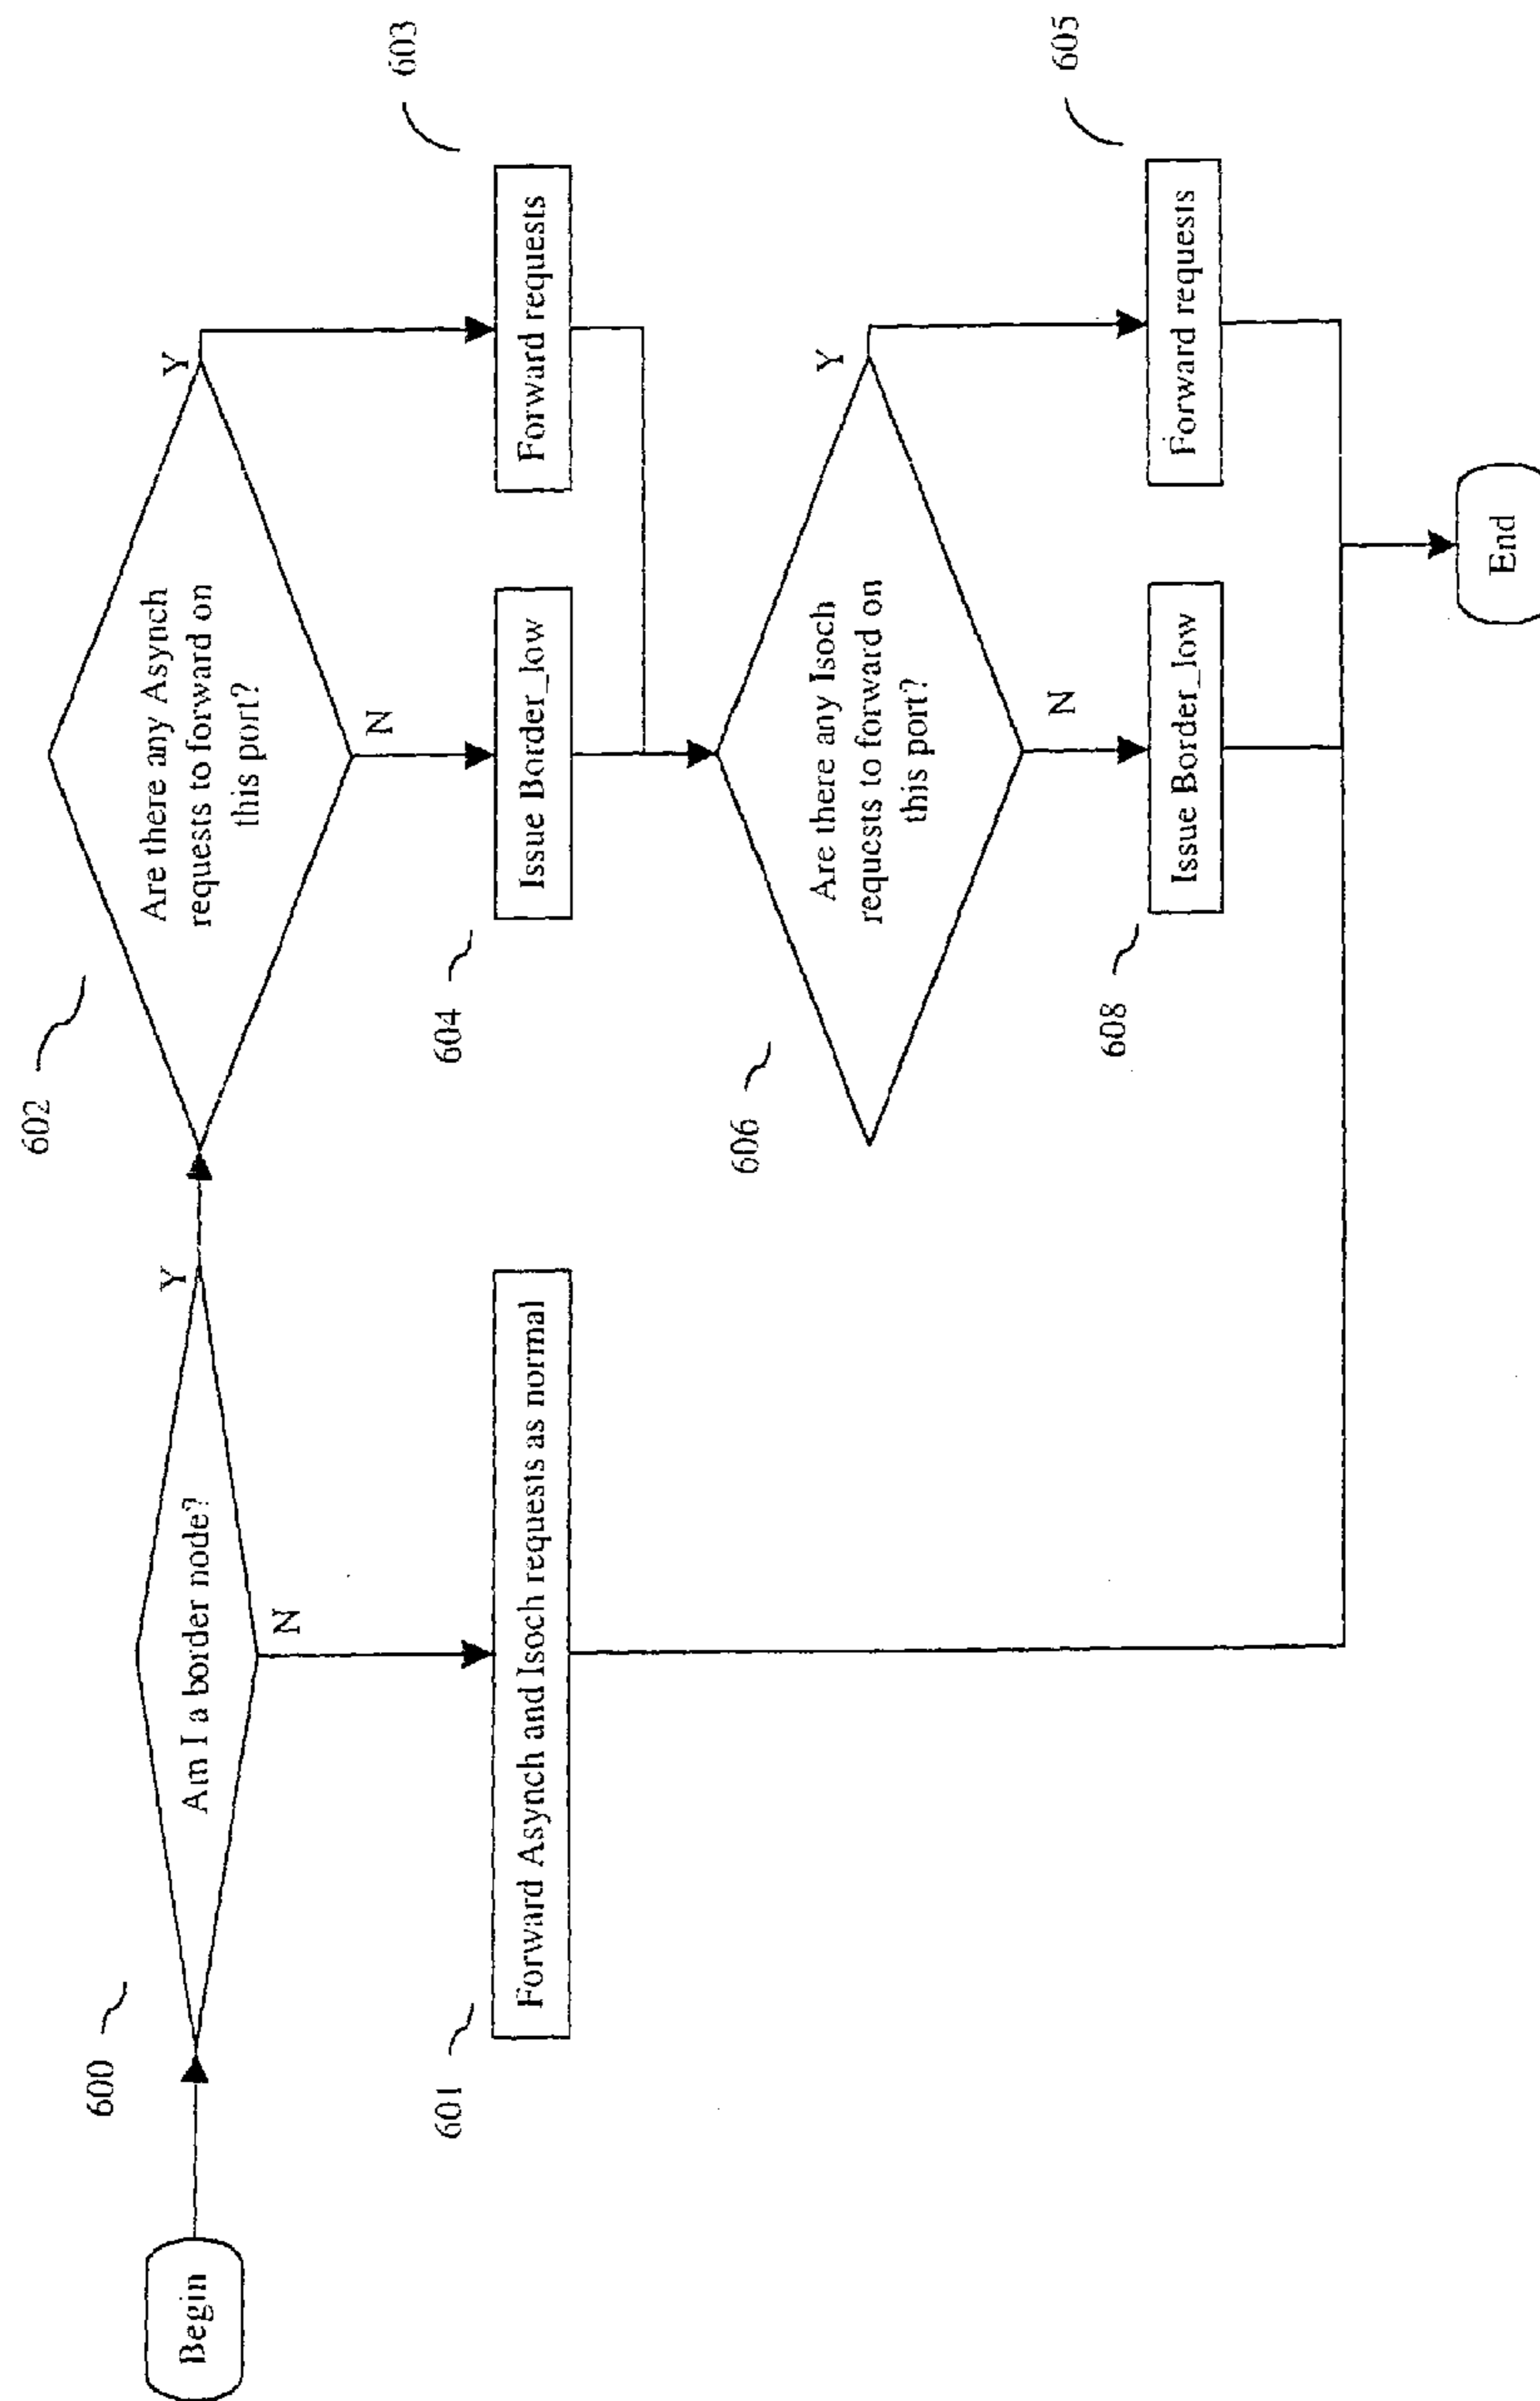 Begin
600
Am I a border node?
Y
N
601
Forward Asynch and Isoch requests as normal
602
Are there any Asynch
requests to forward on
this port?
Y
N
604
Issue Border_low
603
Forward requests
606
Are there any Isoch
requests to forward on
this port?
Y
N
608
Issue Border_low
605
Forward requests
End